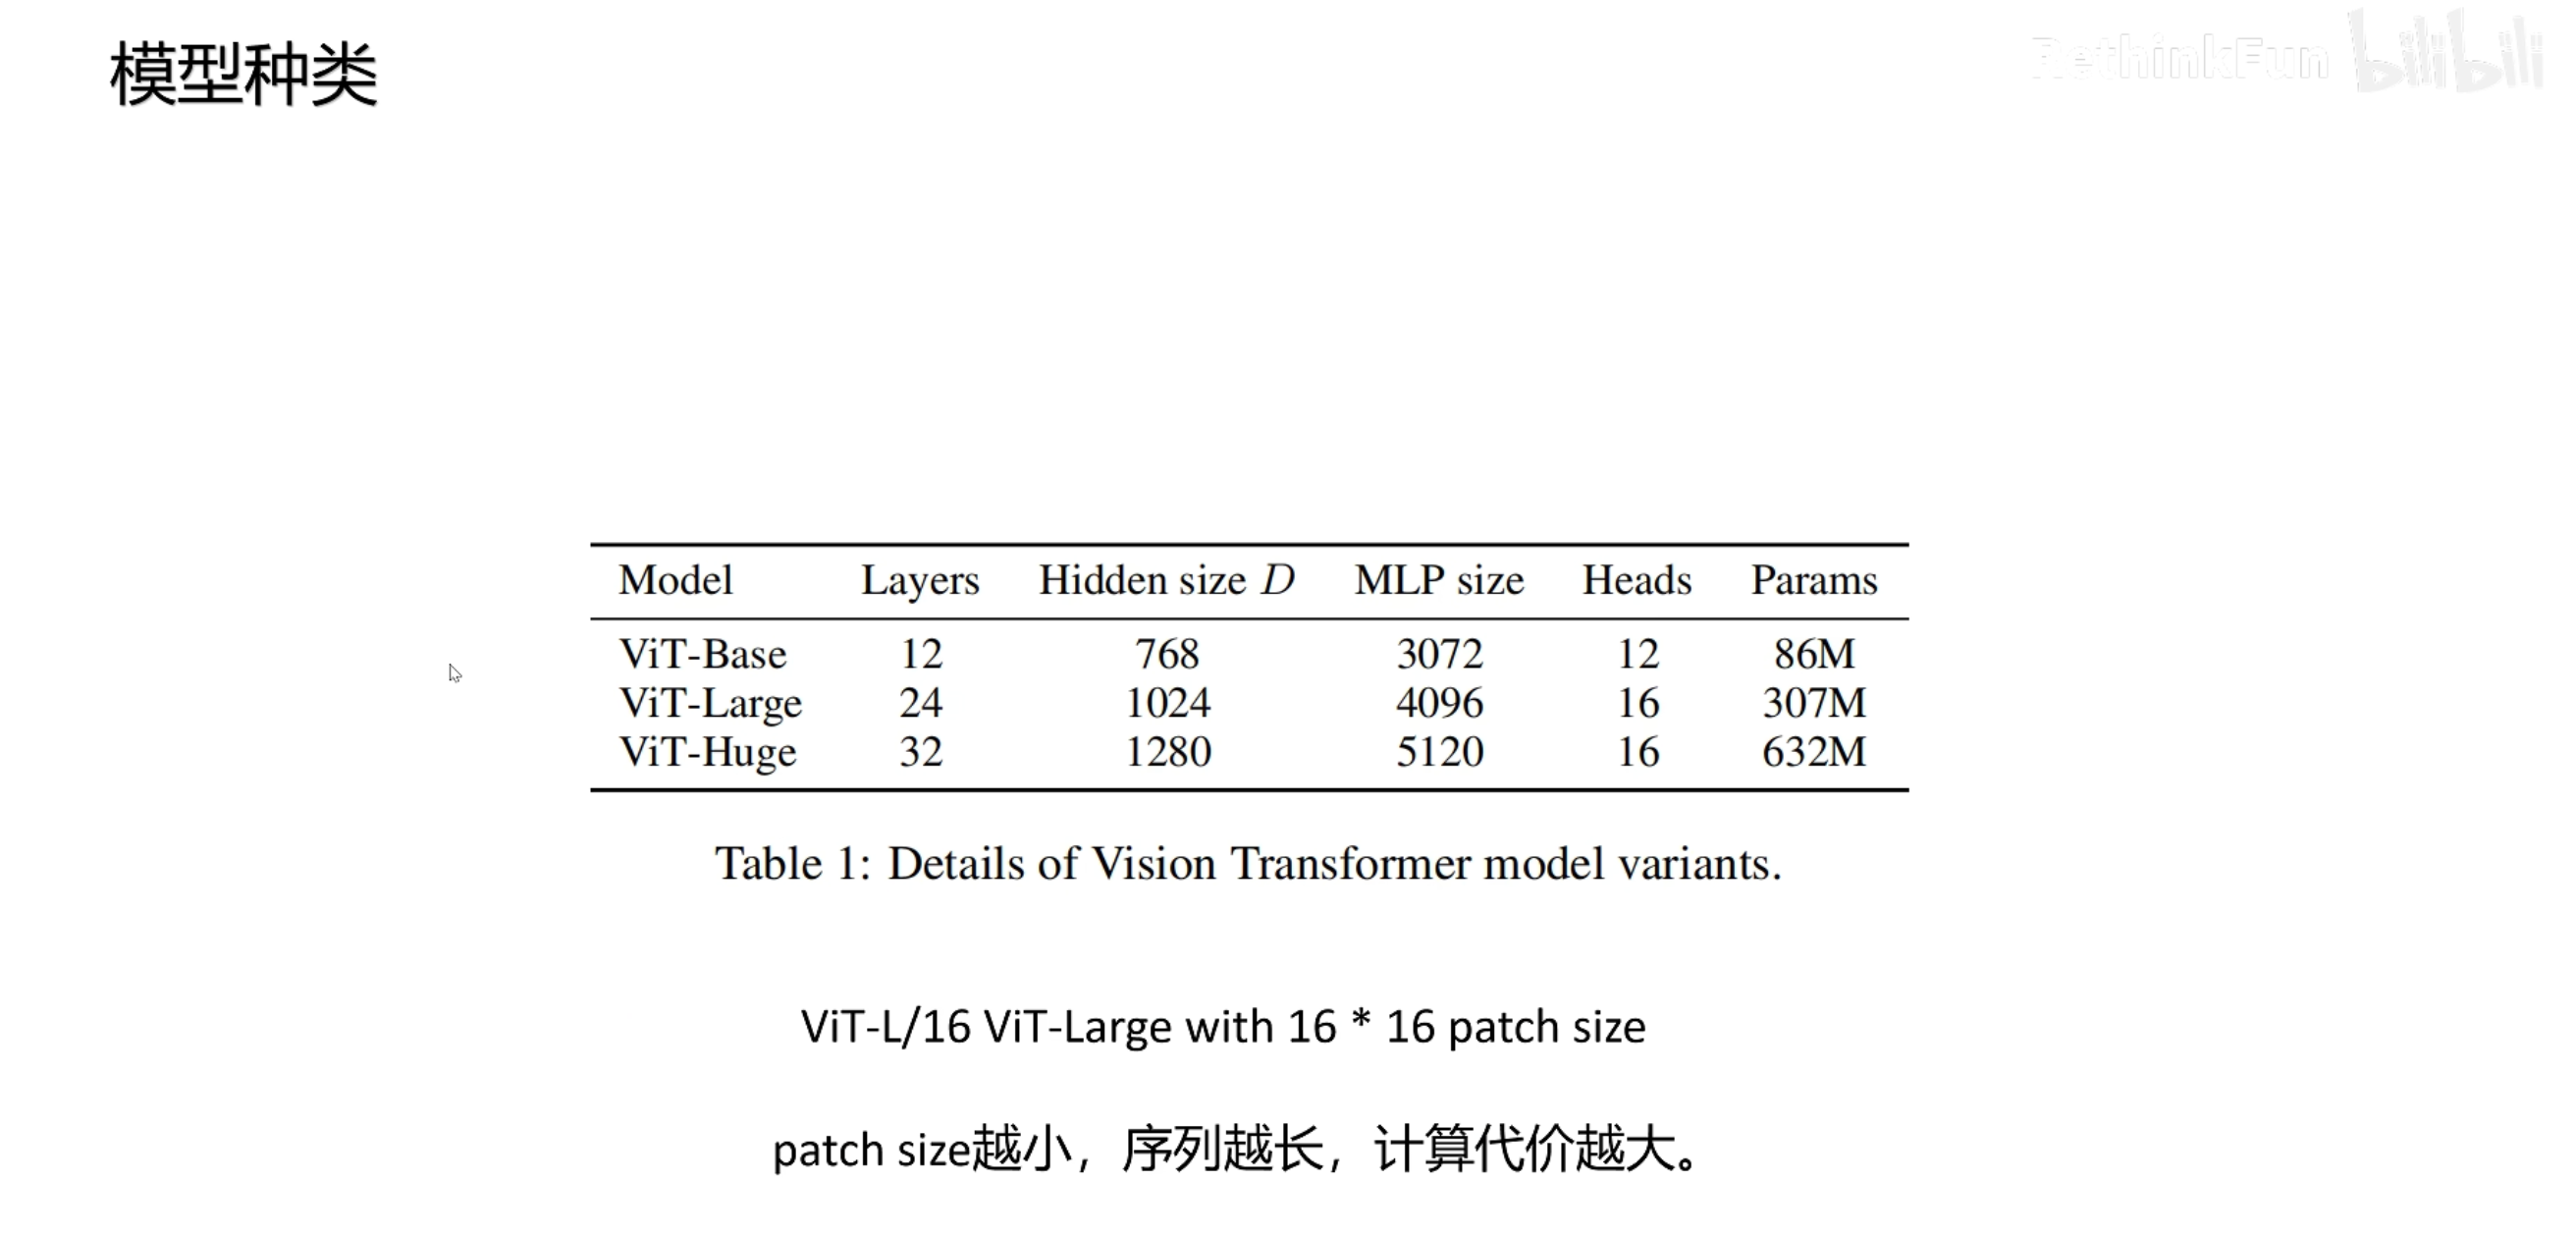 模型种类
RethinkFun bilibili
Model Layers Hidden size D MLP size Heads Params
ViT-Base 12 768 3072 12 86M
ViT-Large 24 1024 4096 16 307M
ViT-Huge 32 1280 5120 16 632M
Table 1: Details of Vision Transformer model variants.
ViT-L/16 ViT-Large with 16 * 16 patch size
patch size越小，序列越长，计算代价越大。